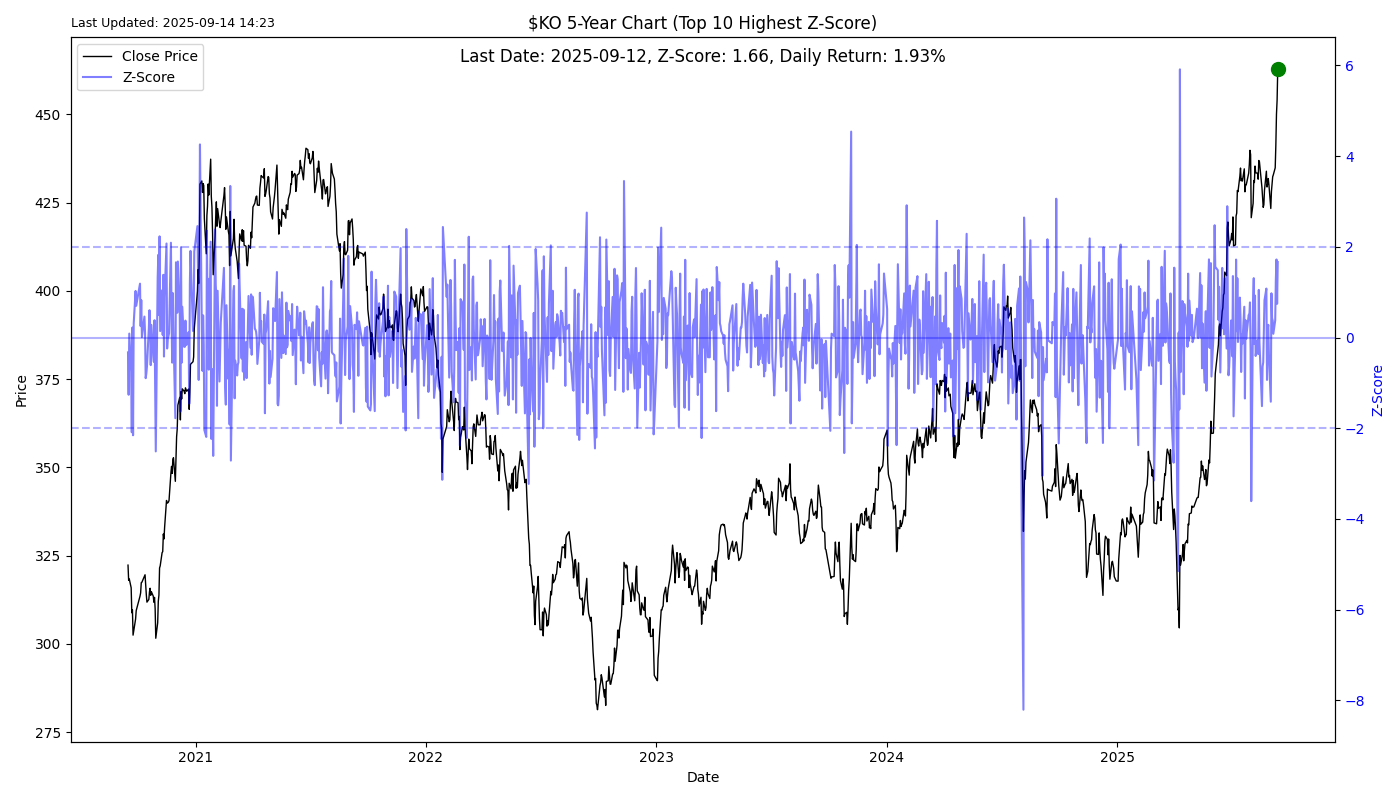 Last Updated: 2025-09-14 14:23
$KO 5-Year Chart (Top 10 Highest Z-Score)
Last Date: 2025-09-12, Z-Score: 1.66, Daily Return: 1.93%
Close Price
Z-Score
450
425
400
375
350
325
300
275
Price
6
4
2
0
−2
−4
−6
−8
Z-Score
2021
2022
2023
2024
2025
Date